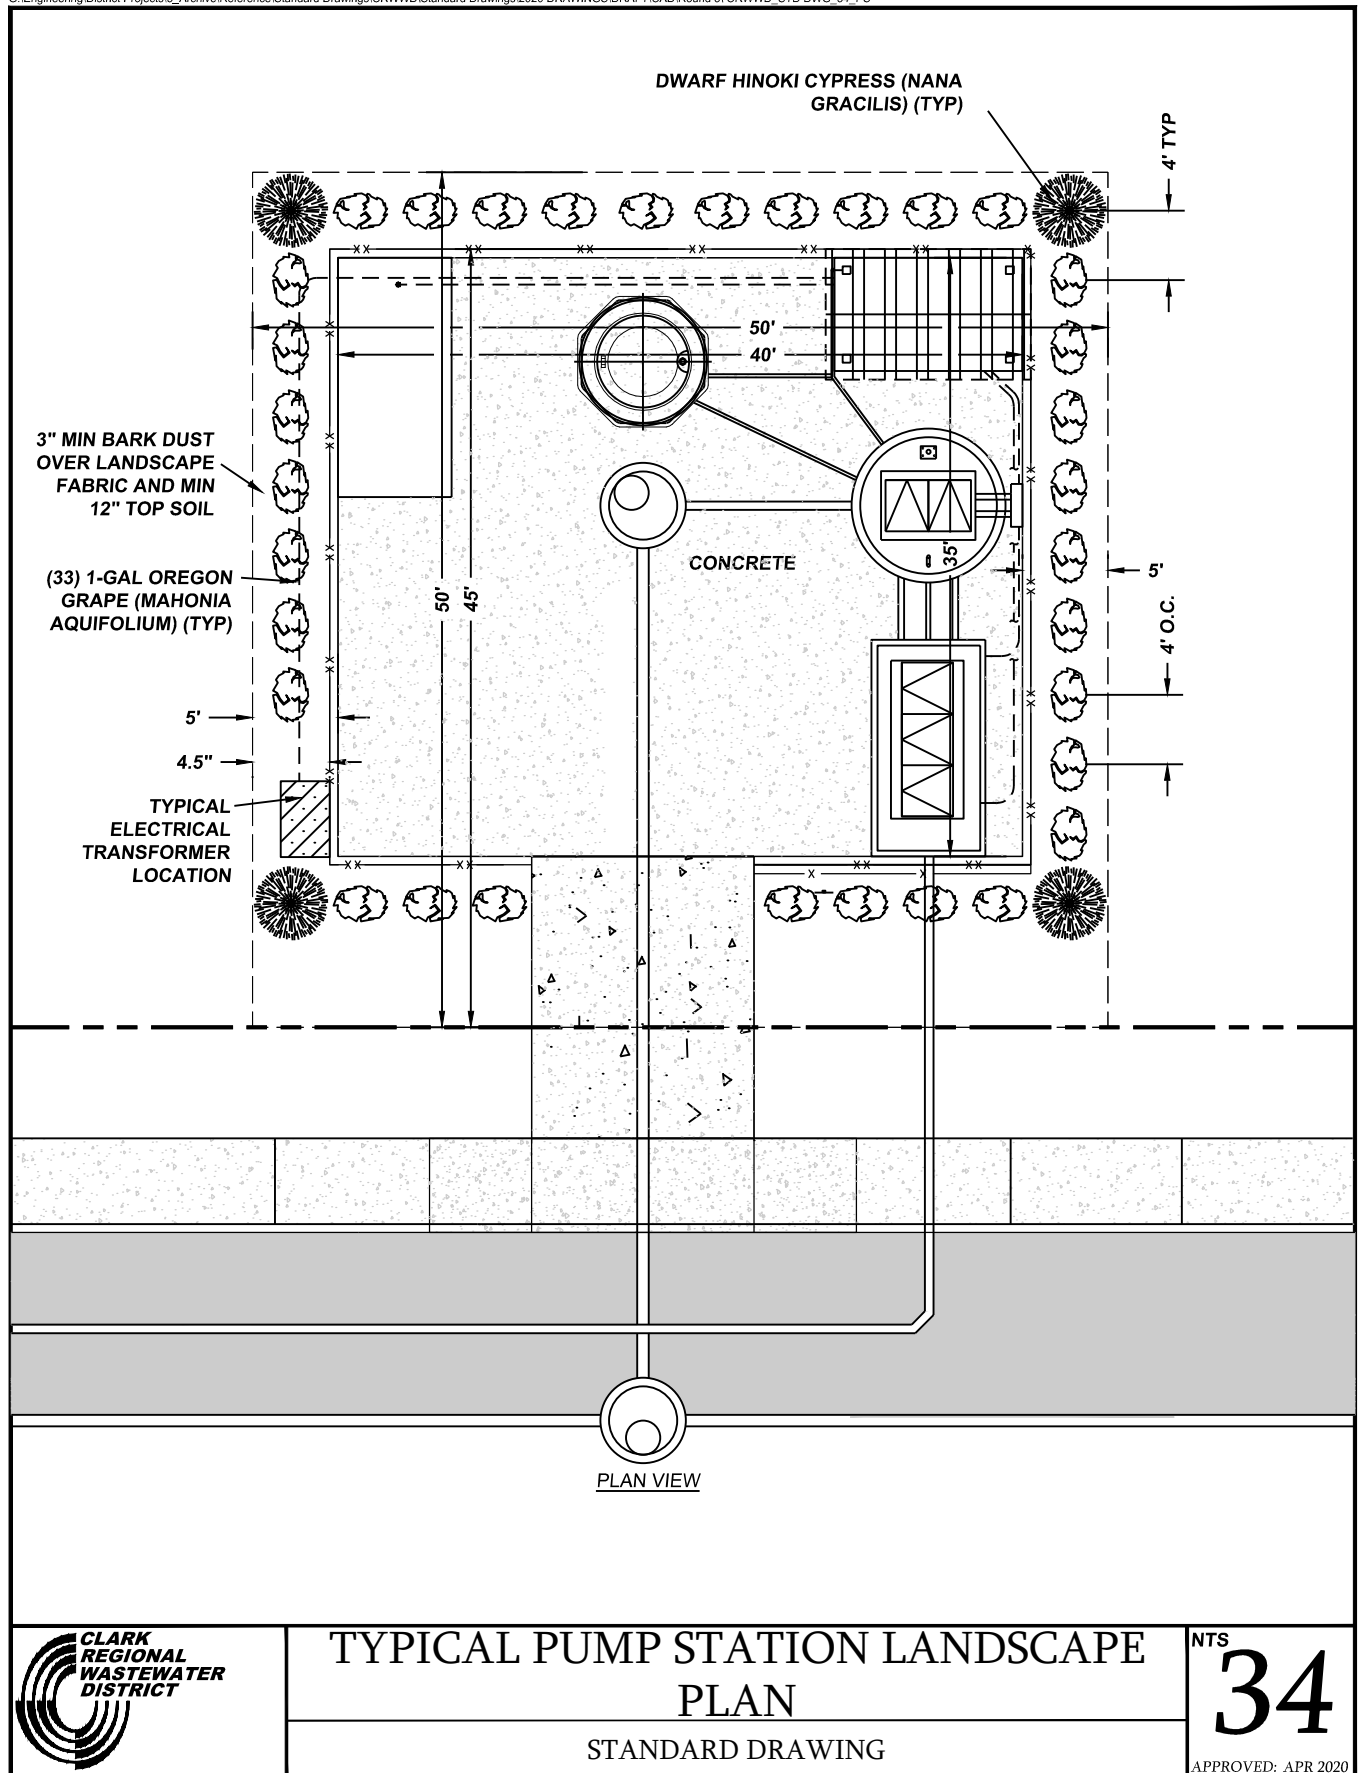 DWARF HINOKI CYPRESS (NANA
GRACILIS) (TYP)
4' TYP
50'
40'
3" MIN BARK DUST
OVER LANDSCAPE
FABRIC AND MIN
12" TOP SOIL
CONCRETE
35'
5'
(33) 1-GAL OREGON
GRAPE (MAHONIA
AQUIFOLIUM) (TYP)
50'
45'
4' O.C.
5'
4.5"
TYPICAL
ELECTRICAL
TRANSFORMER
LOCATION
PLAN VIEW
CLARK
REGIONAL
WASTEWATER
DISTRICT
TYPICAL PUMP STATION LANDSCAPE
PLAN
STANDARD DRAWING
NTS
34
APPROVED: APR 2020